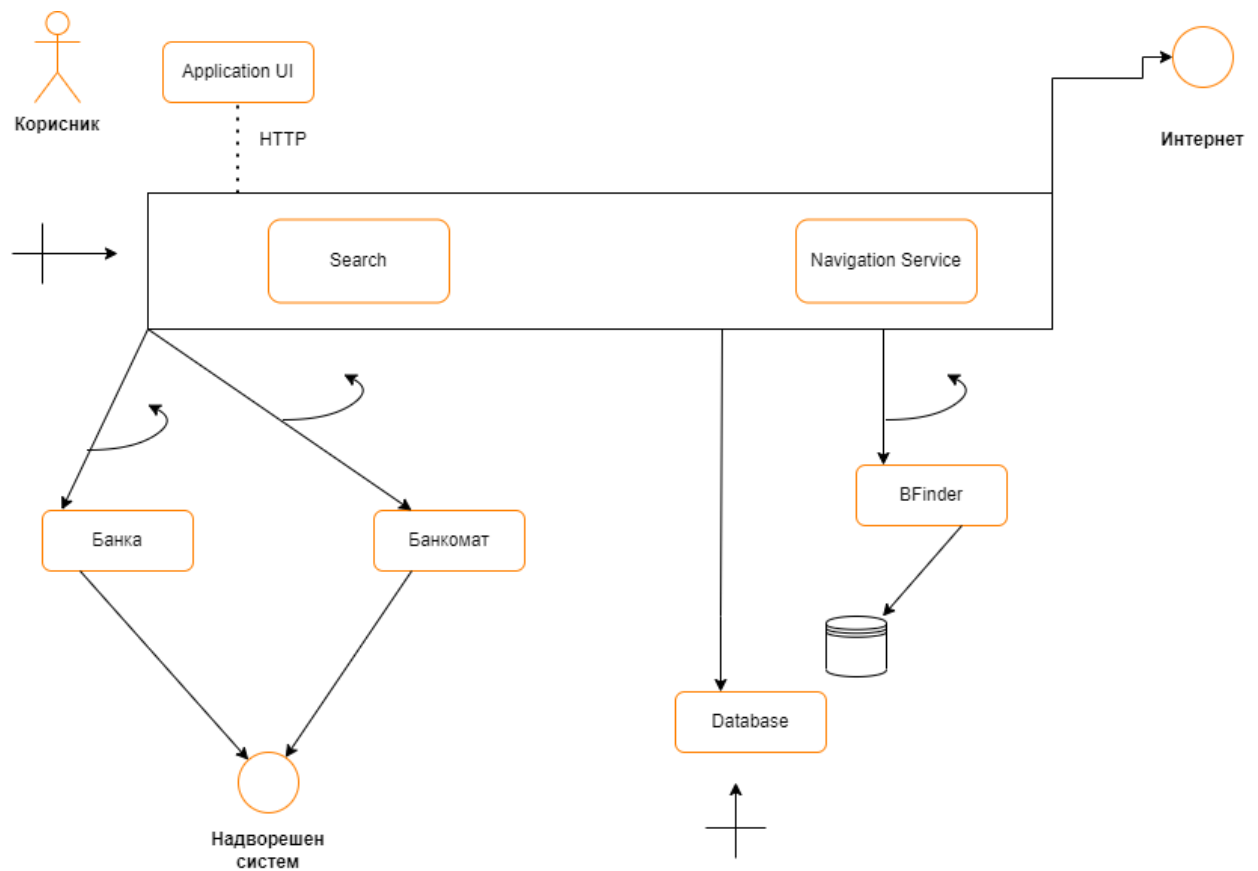 Application UI
Корисник
HTTP
Интернет
Search
Navigation Service
BFinder
Банка
Банкомат
Database
Надворешен
систем